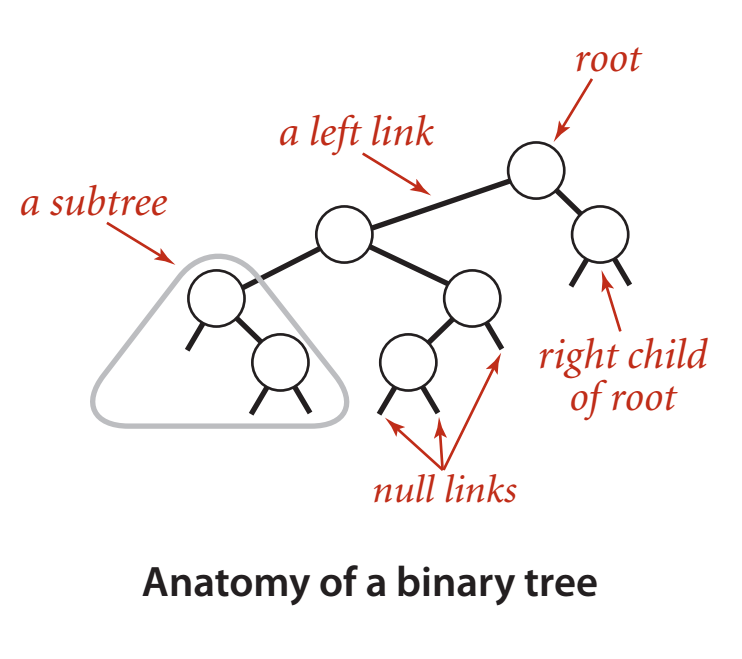 root
a left link
a subtree
right child
of root
null links
Anatomy of a binary tree